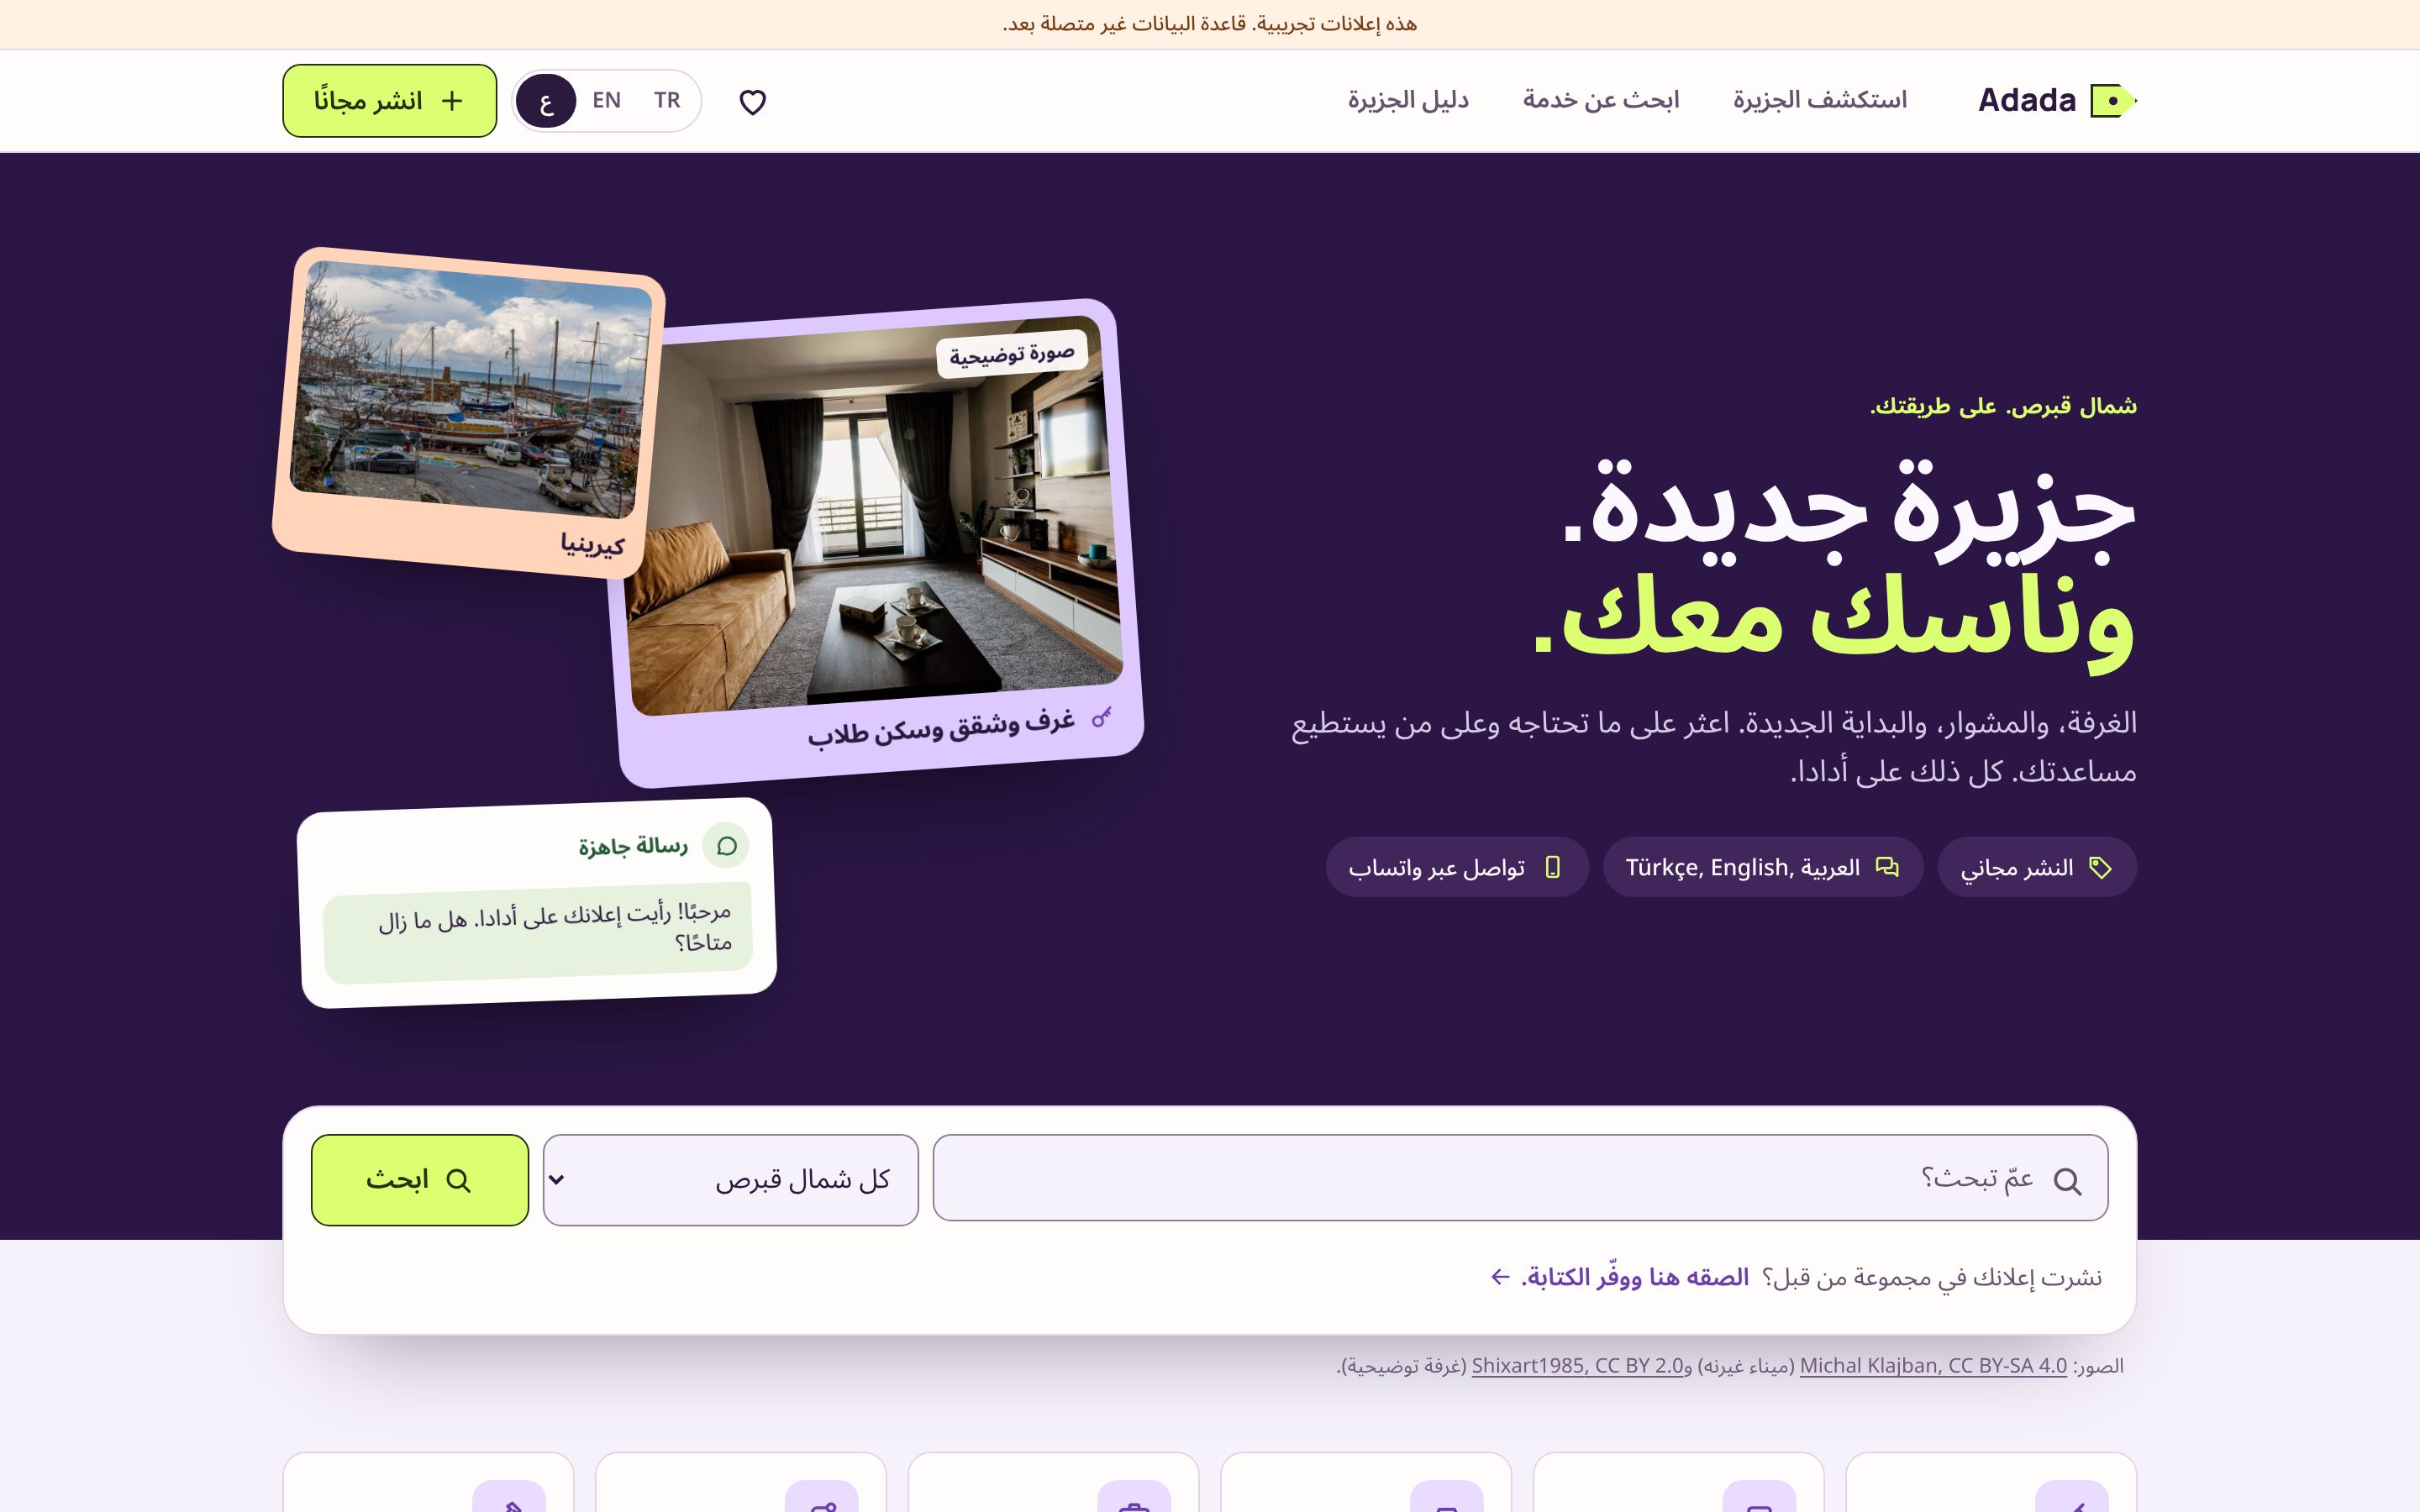 هذه إعلانات تجريبية. قاعدة البيانات غير متصلة بعد.
Adada
استكشف الجزيرة
ابحث عن خدمة
دليل الجزيرة
TR
EN
ع
انشر مجانًا
شمال قبرص. على طريقتك.
جزيرة جديدة.
وناسك معك.
الغرفة، والمشوار، والبداية الجديدة. اعثر على ما تحتاجه وعلى من يستطيع
مساعدتك. كل ذلك على أدادا.
النشر مجاني
العربية ,Türkçe, English
تواصل عبر واتساب
صورة توضيحية
غرف وشقق وسكن طلاب
كيرينيا
رسالة جاهزة
مرحبًا! رأيت إعلانك على أدادا. هل ما زال
متاحًا؟
عمّ تبحث؟
كل شمال قبرص
ابحث
نشرت إعلانك في مجموعة من قبل؟ الصقه هنا ووفّر الكتابة. ←
الصور: Michal Klajban, CC BY-SA 4.0 (ميناء غيرنه) وShixart1985, CC BY 2.0 (غرفة توضيحية).